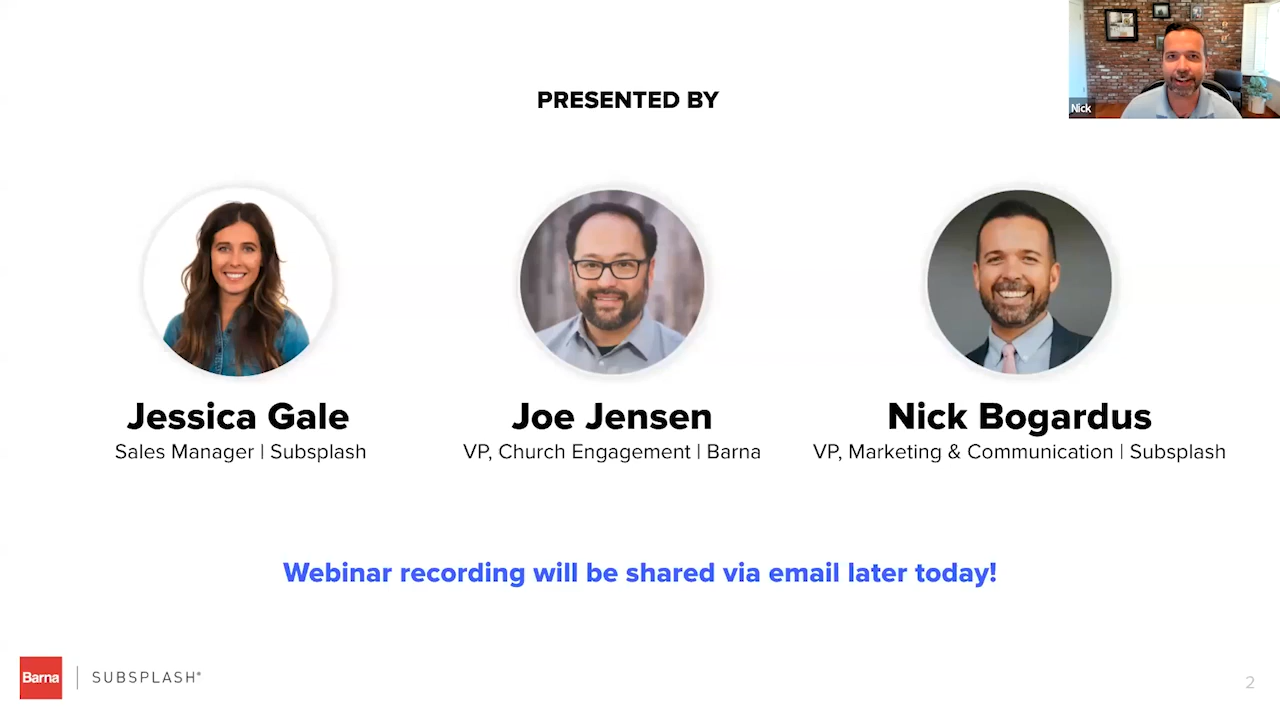 Nick
PRESENTED BY
Jessica Gale
Sales Manager | Subsplash
Joe Jensen
VP, Church Engagement | Barna
Nick Bogardus
VP, Marketing & Communication | Subsplash
Webinar recording will be shared via email later today!
Barna | SUBSPLASH®
2